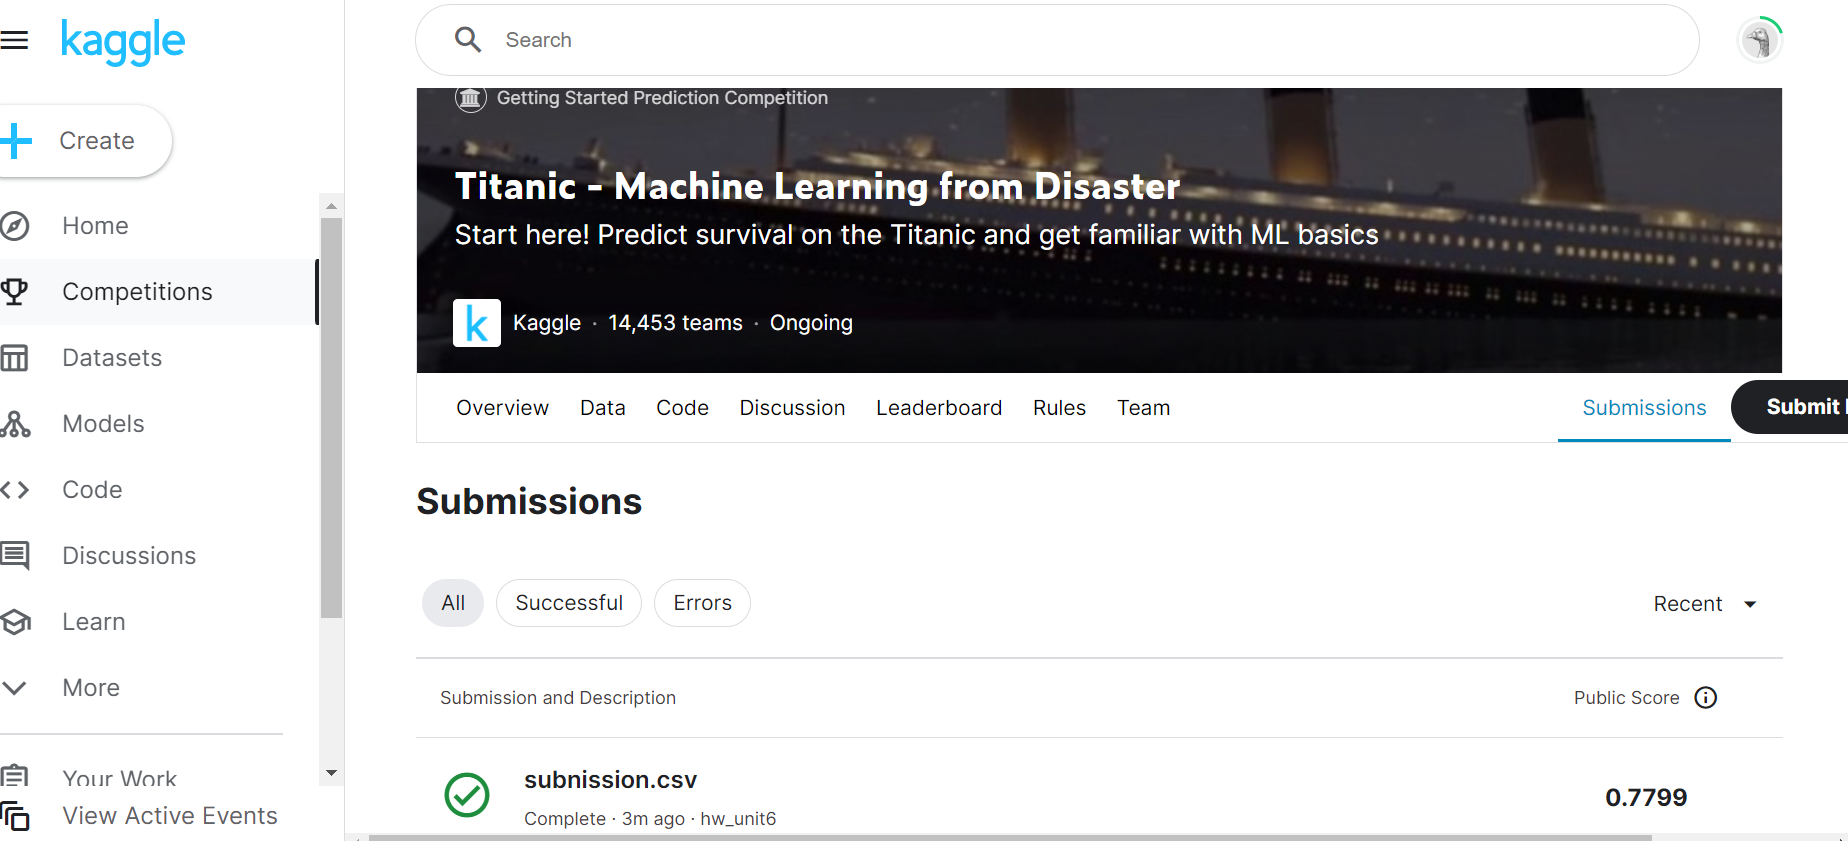 kaggle
Search
Create
Home
Competitions
Datasets
Models
Code
Discussions
Learn
More
Your Work
View Active Events
Getting Started Prediction Competition
Titanic - Machine Learning from Disaster
Start here! Predict survival on the Titanic and get familiar with ML basics
k
Kaggle · 14,453 teams · Ongoing
Overview Data Code Discussion Leaderboard Rules Team Submissions Submit
Submissions
All Successful Errors Recent
Submission and Description Public Score
subnission.csv
0.7799
Complete · 3m ago · hw_unit6